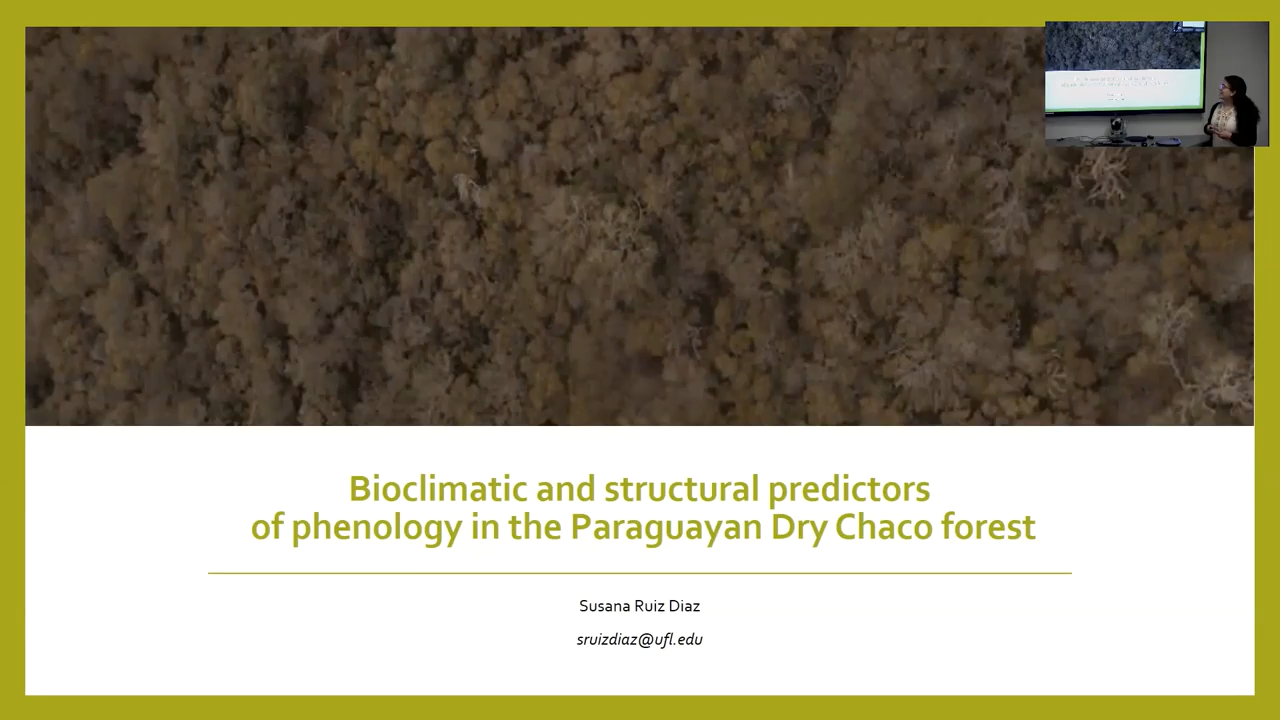 Bioclimatic and structural predictors
of phenology in the Paraguayan Dry Chaco forest
Susana Ruiz Diaz
sruizdiaz@ufl.edu